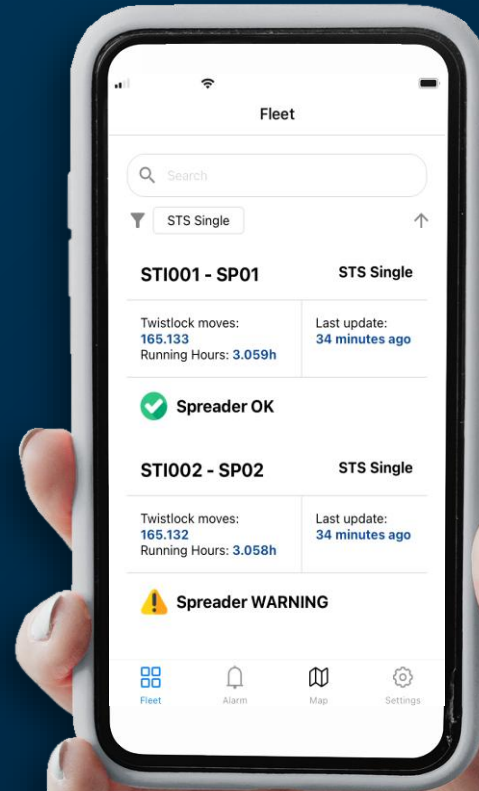 Fleet
Search
STS Single
STI001 - SP01
STS Single
Twistlock moves:
165.133
Running Hours: 3.059h
Last update:
34 minutes ago
Spreader OK
STI002 - SP02
STS Single
Twistlock moves:
165.132
Running Hours: 3.058h
Last update:
34 minutes ago
Spreader WARNING
Fleet
Alarm
Map
Settings